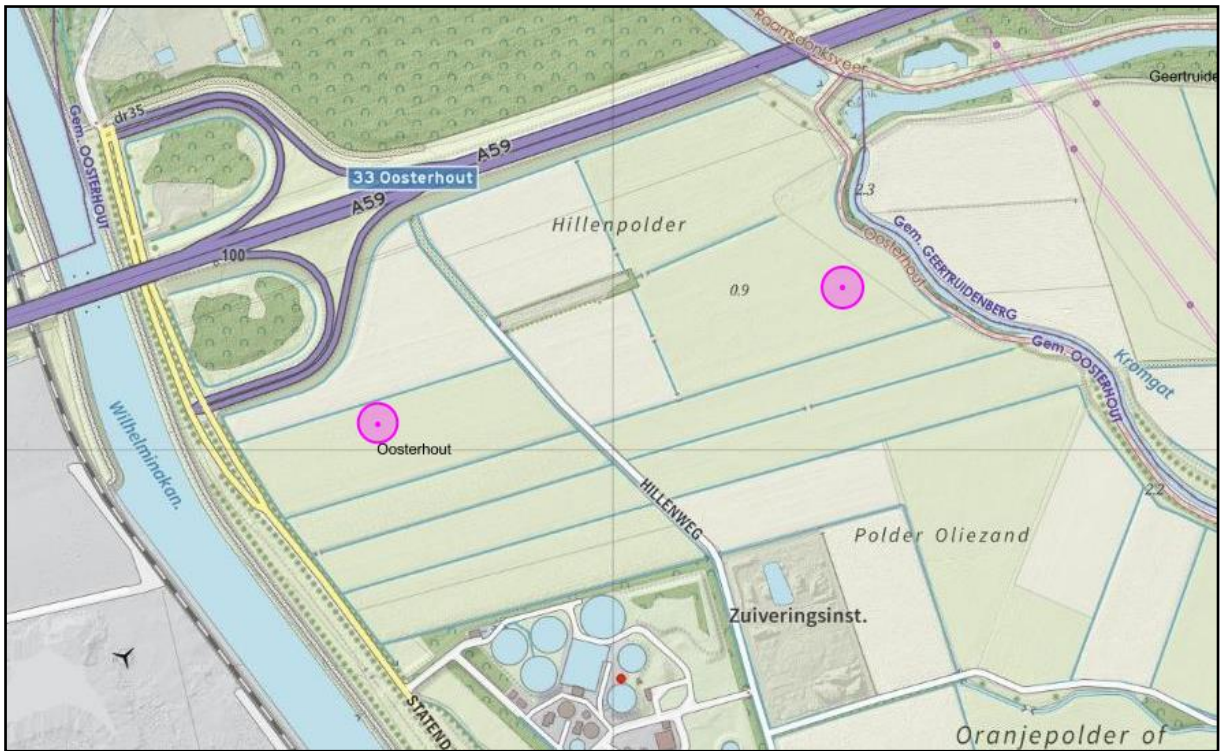 Raamsdonksveer
Geertruide
dr35
Gem. OOSTERHOUT
A59
33 Oosterhout
A59
2.3
Hillenpolder
Gem. GEERTRUIDENBERG
Oosterhout
100
0.9
Gem. OOSTERHOUT
Kromgat
Wilhelminakan.
Oosterhout
HILLENWEG
2.2
Polder Oliezand
Zuiveringsinst.
STATEND
Oranjepolder of